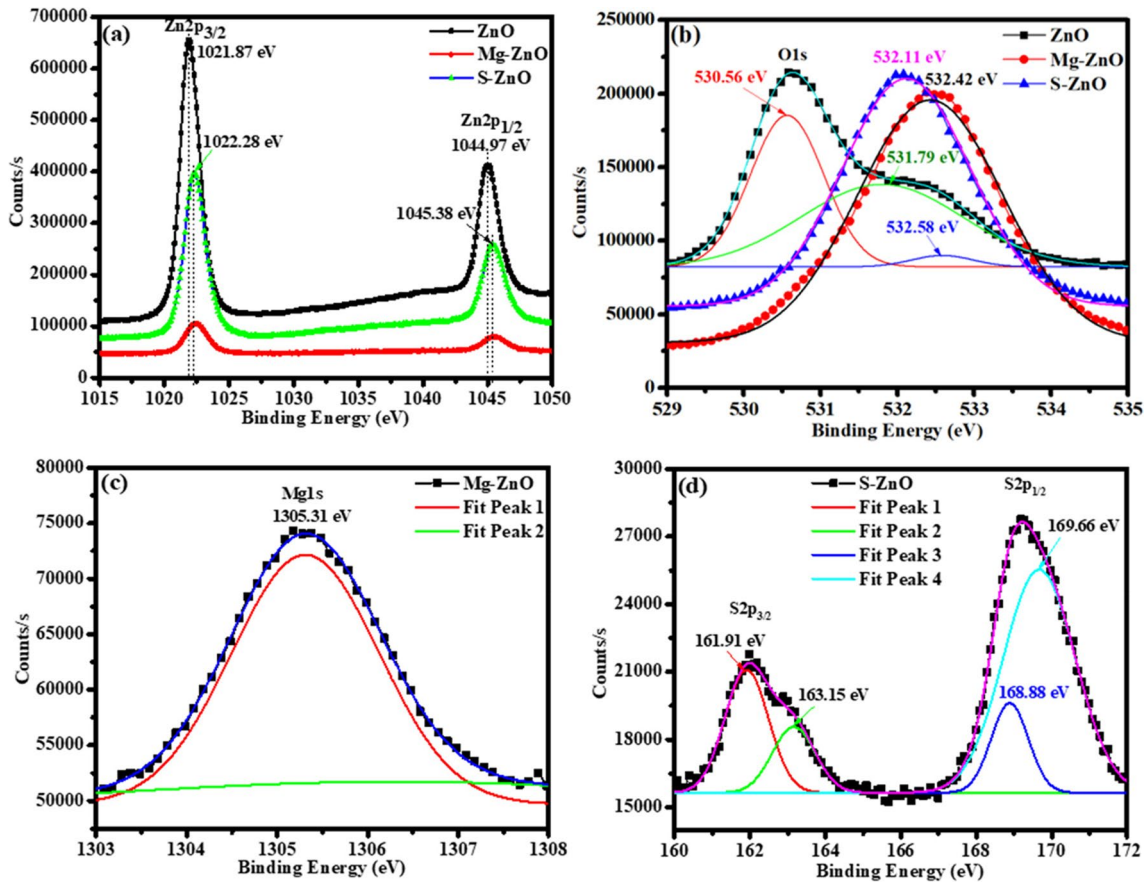 (a)
Zn2p3/2
1021.87 eV
1022.28 eV
Zn2p1/2
1044.97 eV
1045.38 eV
ZnO
Mg-ZnO
S-ZnO
700000
600000
500000
400000
300000
200000
100000
0
Counts/s
1015 1020 1025 1030 1035 1040 1045 1050
Binding Energy (eV)
(b)
O1s
530.56 eV
532.11 eV
532.42 eV
531.79 eV
532.58 eV
ZnO
Mg-ZnO
S-ZnO
250000
200000
150000
100000
50000
0
Counts/s
529 530 531 532 533 534 535
Binding Energy (eV)
(c)
Mg1s
1305.31 eV
Mg-ZnO
Fit Peak 1
Fit Peak 2
80000
75000
70000
65000
60000
55000
50000
Counts/s
1303 1304 1305 1306 1307 1308
Binding Energy (eV)
(d)
S-ZnO
Fit Peak 1
Fit Peak 2
Fit Peak 3
Fit Peak 4
S2p3/2
161.91 eV
163.15 eV
S2p1/2
169.66 eV
168.88 eV
30000
27000
24000
21000
18000
15000
Counts/s
160 162 164 166 168 170 172
Binding Energy (eV)